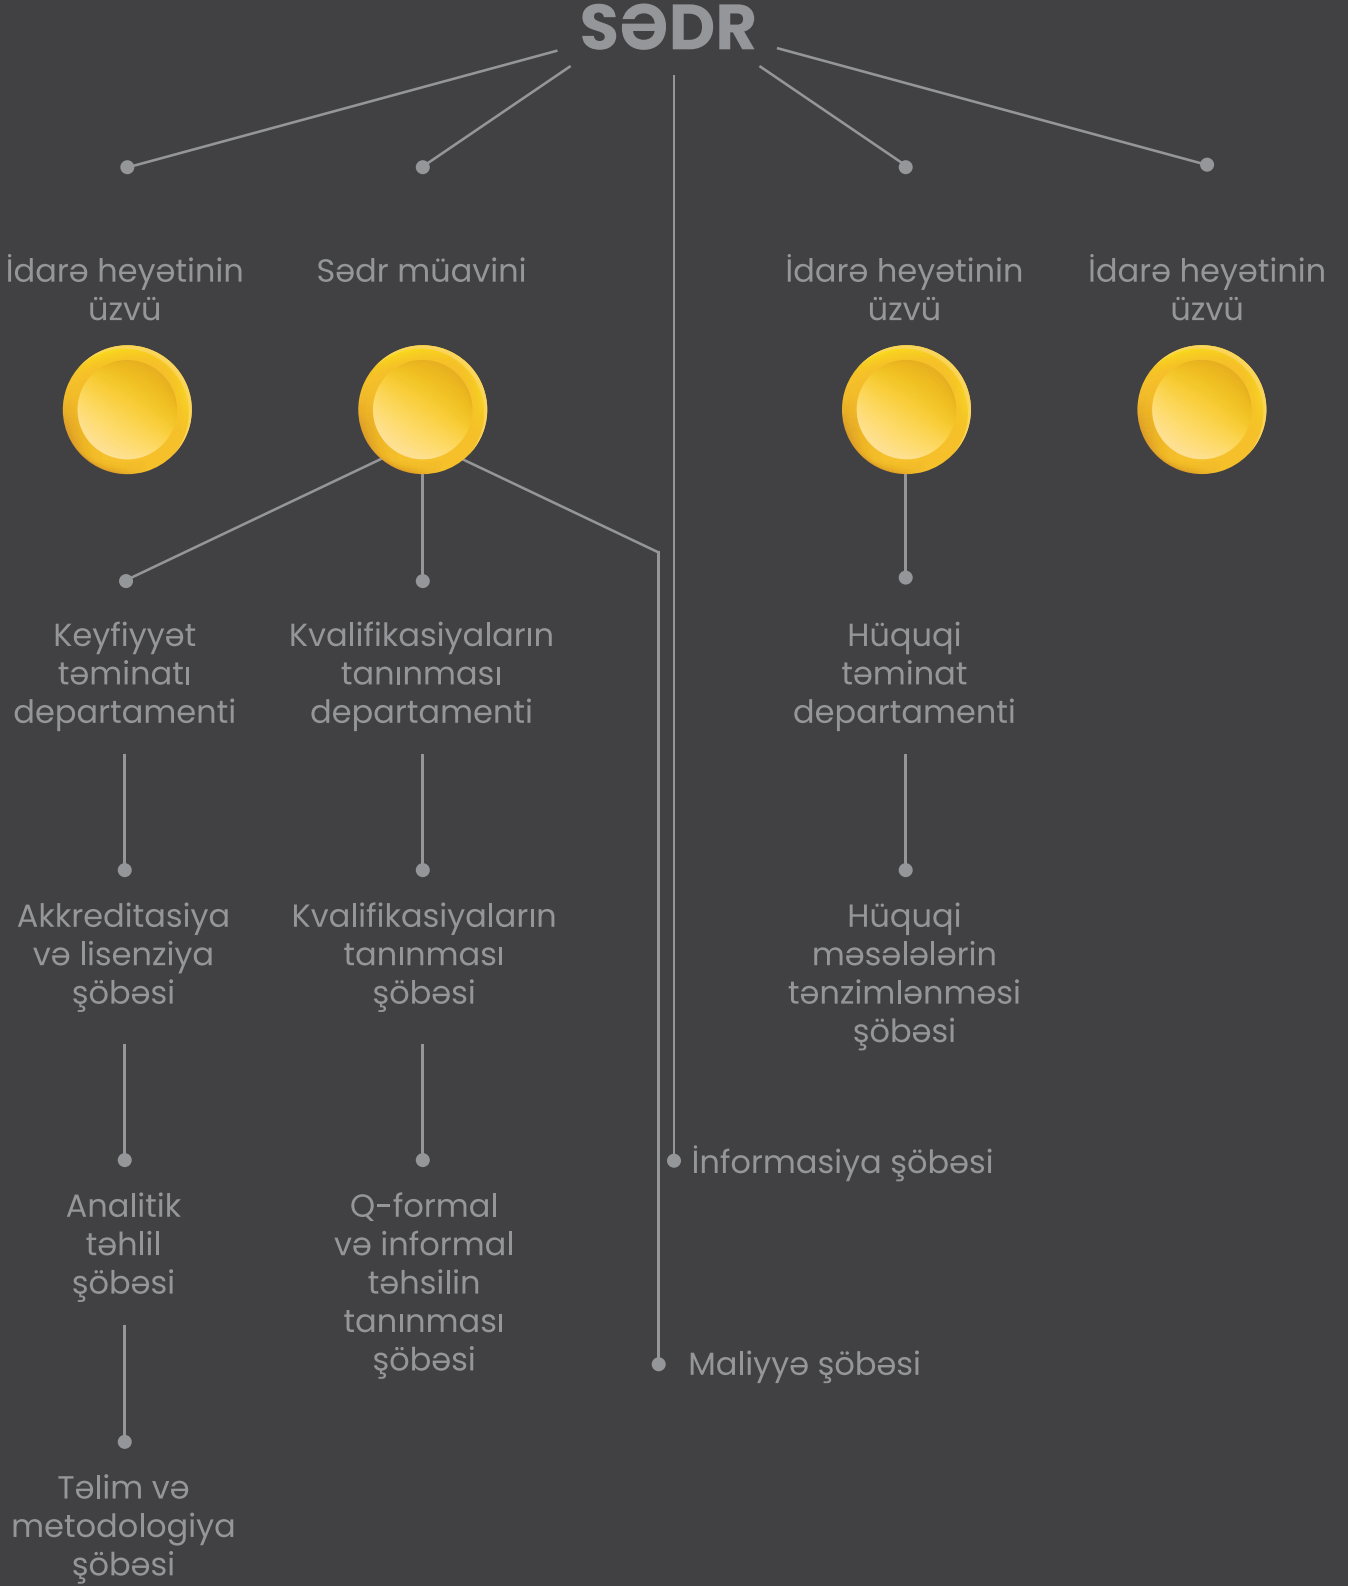 SƏDR
İdarə heyətinin
üzvü
Sədr müavini
İdarə heyətinin
üzvü
İdarə heyətinin
üzvü
Keyfiyyət
təminatı
departamenti
Kvalifikasiyaların
tanınması
departamenti
Hüquqi
təminat
departamenti
Akkreditasiya
və lisenziya
şöbəsi
Kvalifikasiyaların
tanınması
şöbəsi
Hüquqi
məsələlərin
tənzimlənməsi
şöbəsi
İnformasiya şöbəsi
Analitik
təhlil
şöbəsi
Q-formal
və informal
təhsilin
tanınması
şöbəsi
Maliyyə şöbəsi
Təlim və
metodologiya
şöbəsi